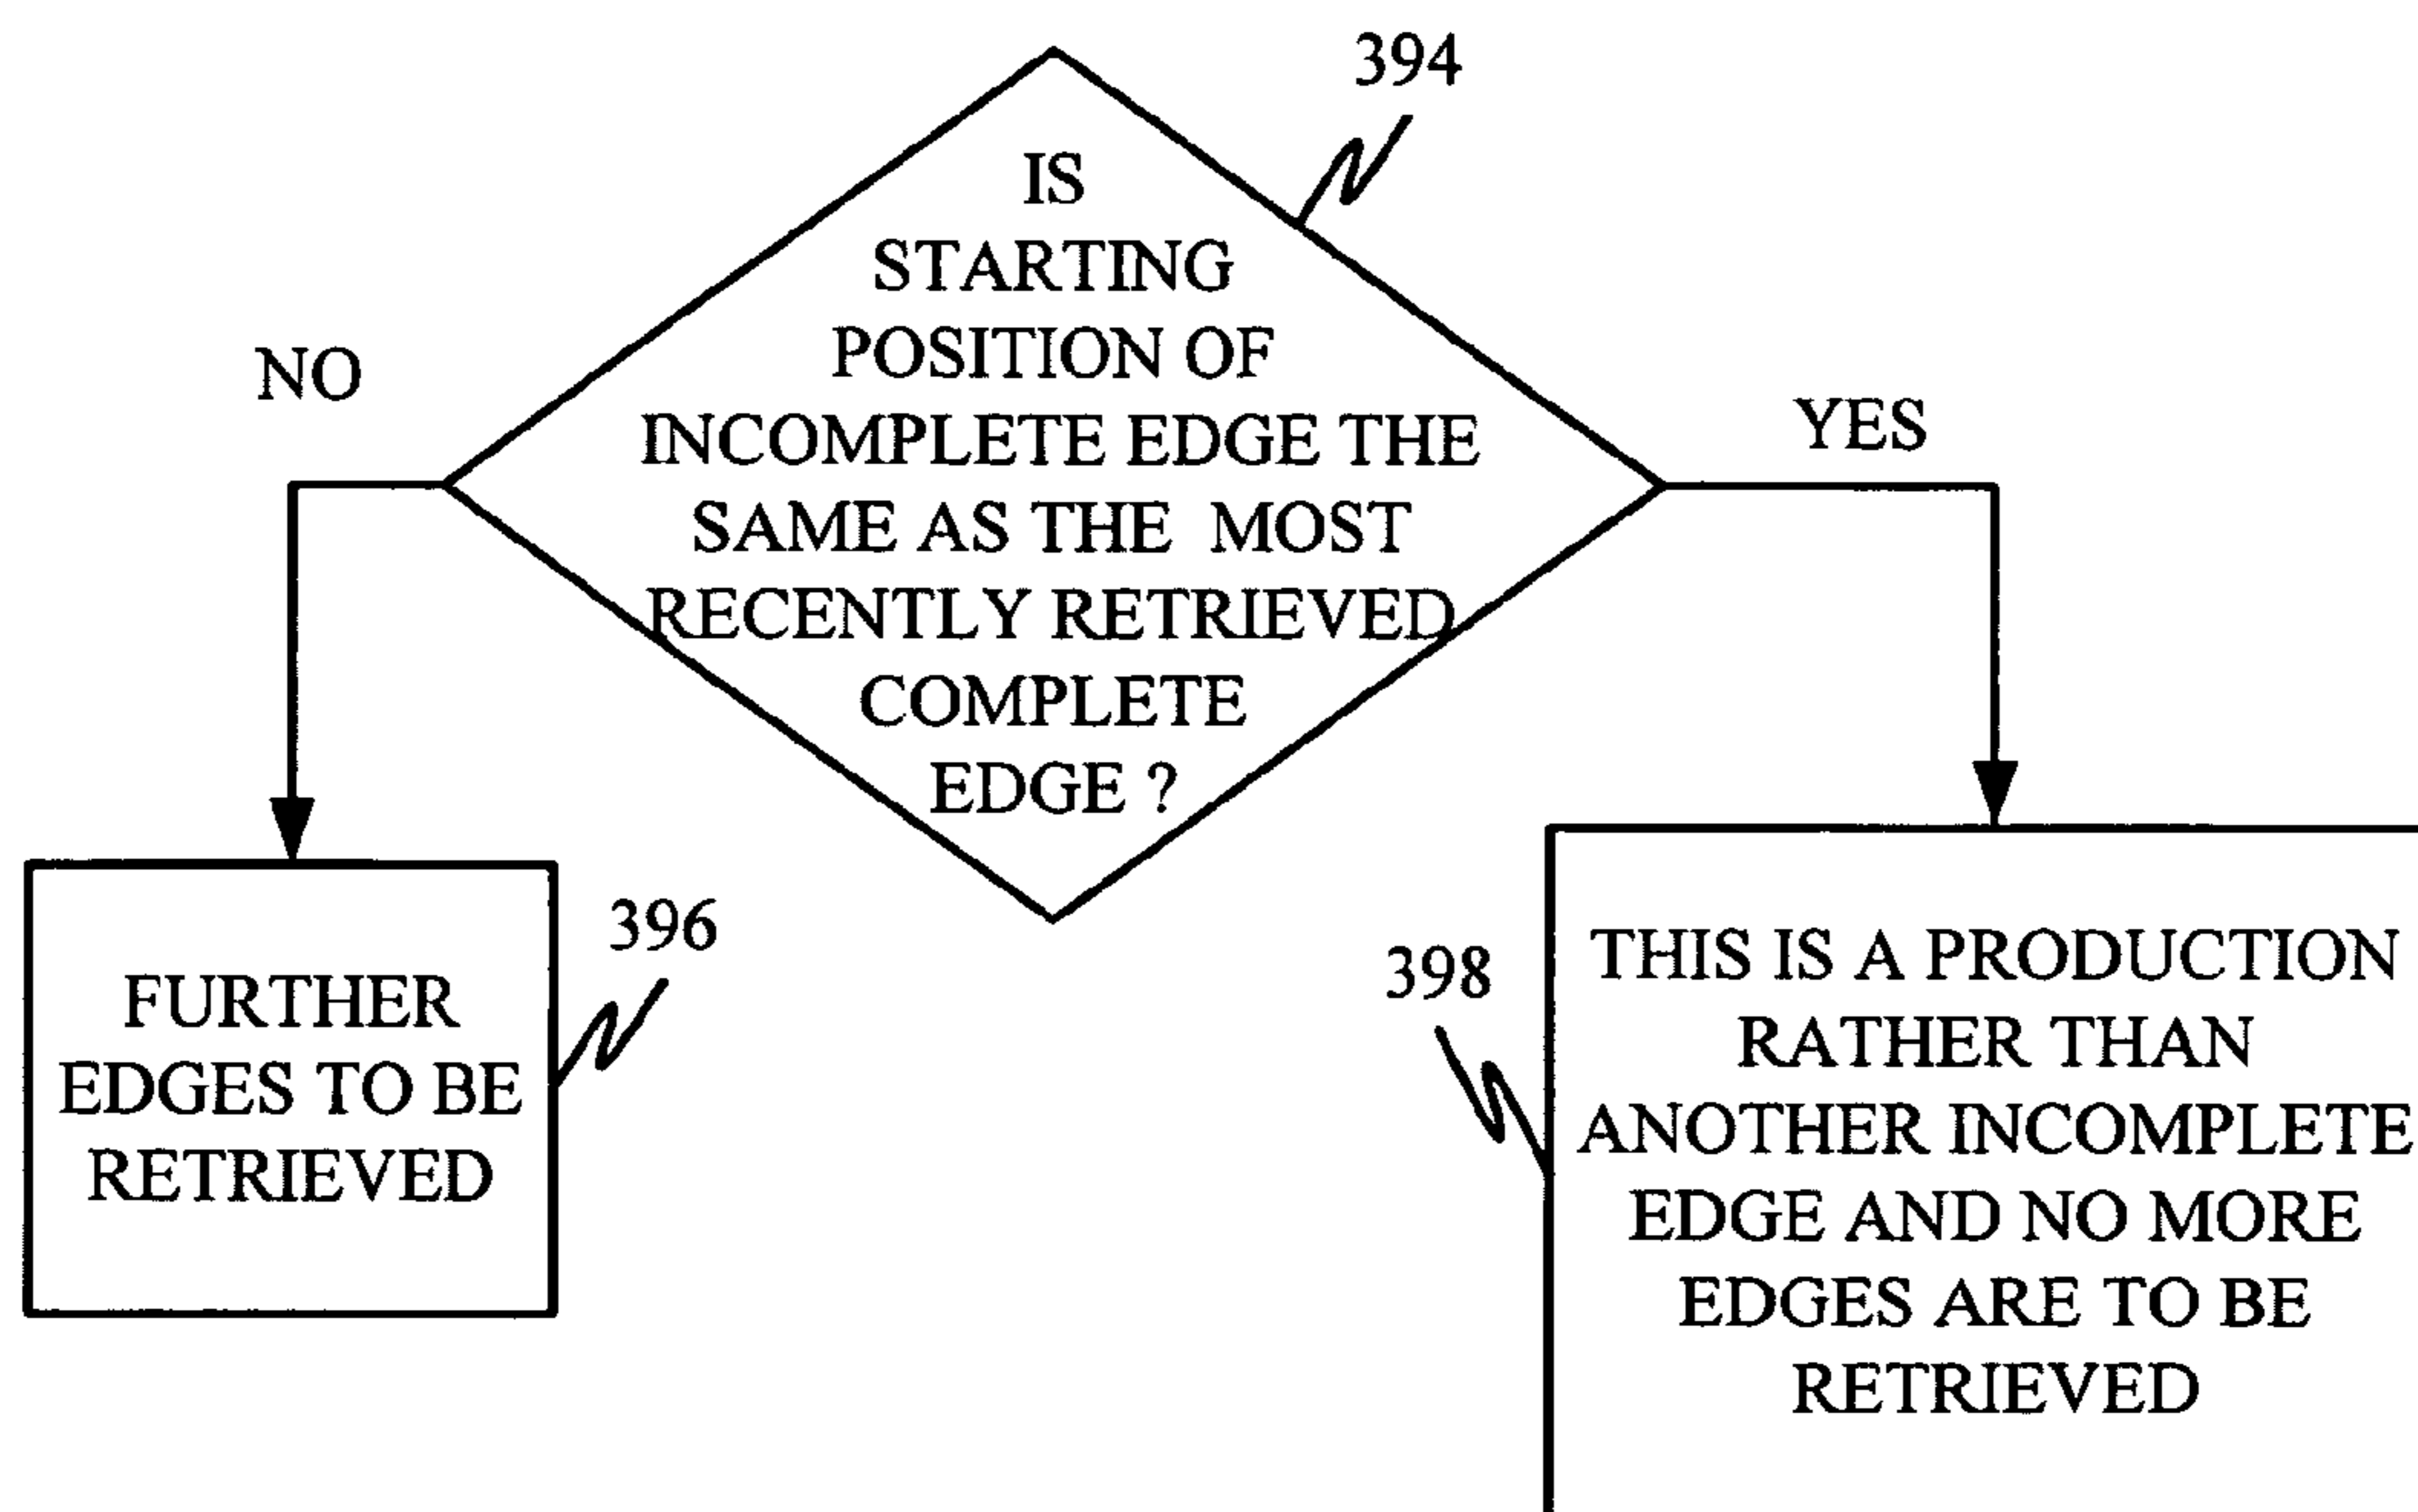 394
IS
STARTING
POSITION OF
INCOMPLETE EDGE THE
SAME AS THE MOST
RECENTLY RETRIEVED
COMPLETE
EDGE ?
NO
YES
396
FURTHER
EDGES TO BE
RETRIEVED
398
THIS IS A PRODUCTION
RATHER THAN
ANOTHER INCOMPLETE
EDGE AND NO MORE
EDGES ARE TO BE
RETRIEVED